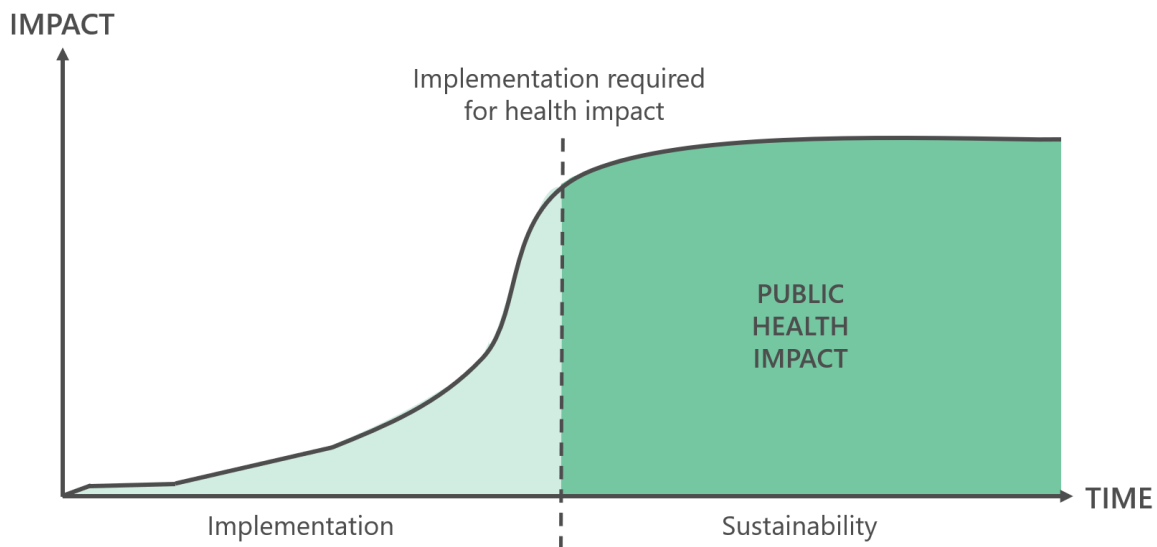 IMPACT
Implementation required
for health impact
PUBLIC
HEALTH
IMPACT
TIME
Implementation
Sustainability